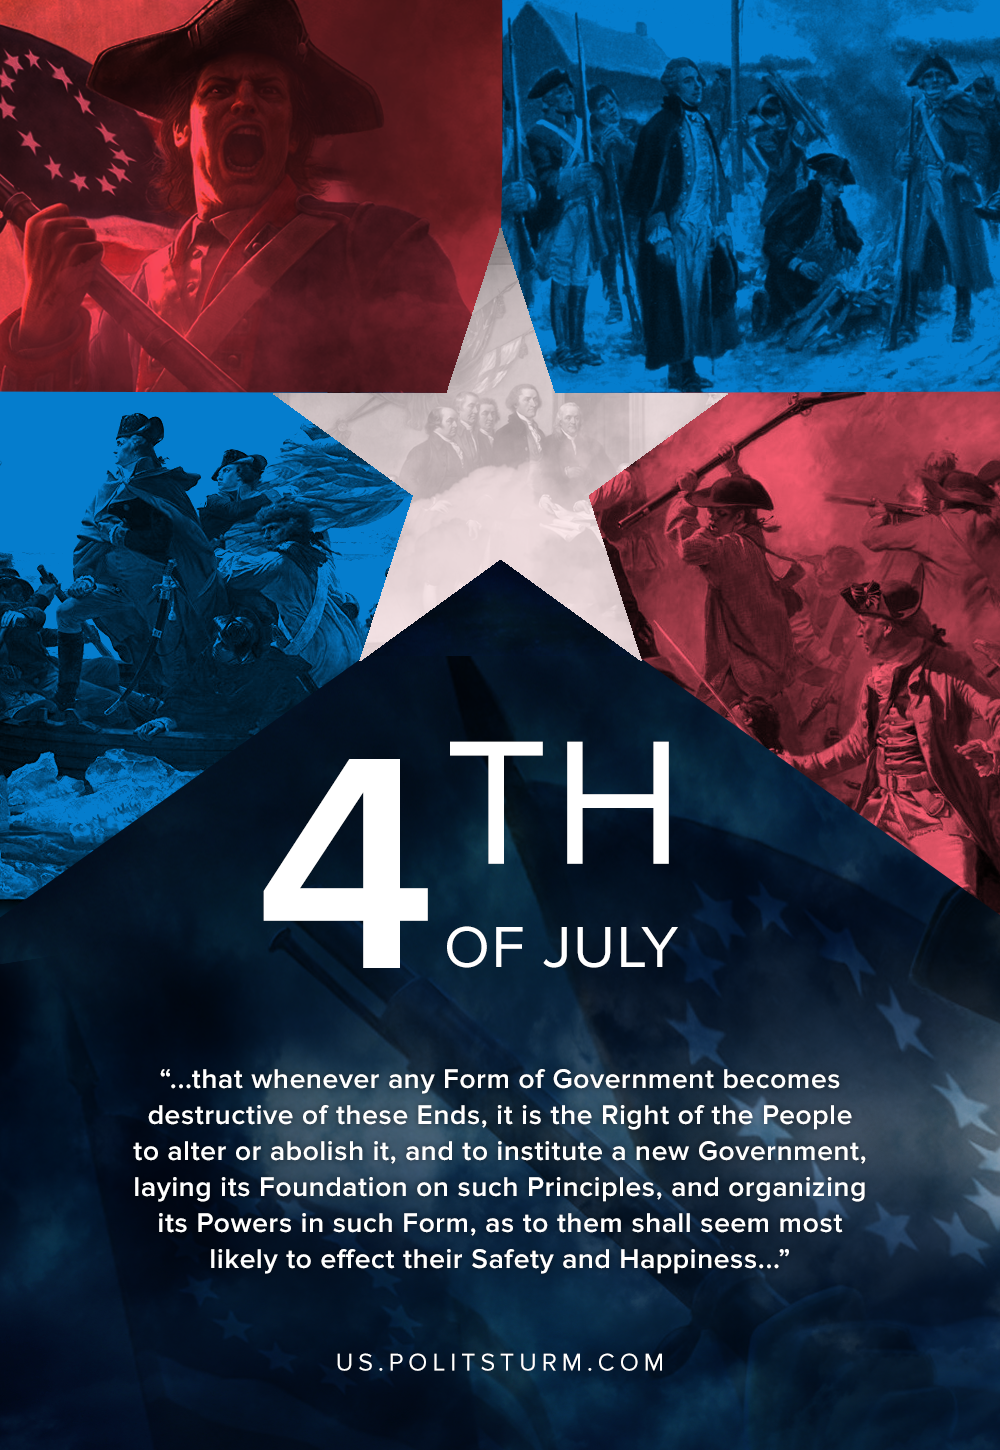 4TH
OF JULY
“...that whenever any Form of Government becomes
destructive of these Ends, it is the Right of the People
to alter or abolish it, and to institute a new Government,
laying its Foundation on such Principles, and organizing
its Powers in such Form, as to them shall seem most
likely to effect their Safety and Happiness...”
US.POLITSTURM.COM